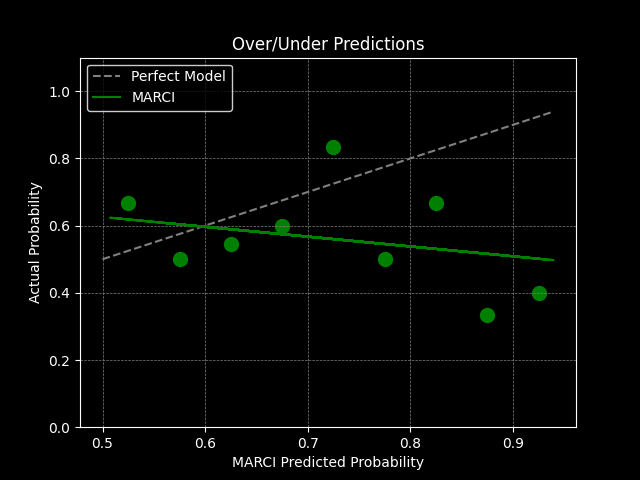 Over/Under Predictions
Perfect Model
MARCI
Actual Probability
1.0
0.8
0.6
0.4
0.2
0.0
0.5 0.6 0.7 0.8 0.9
MARCI Predicted Probability